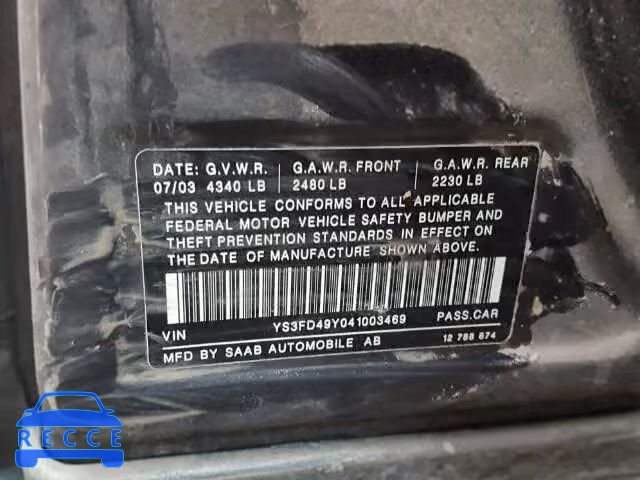 DATE: G.V.W.R. G.A.W.R. FRONT G.A.W.R. REAR
07/03 4340 LB 2480 LB 2230 LB
THIS VEHICLE CONFORMS TO ALL APPLICABLE
FEDERAL MOTOR VEHICLE SAFETY BUMPER AND
THEFT PREVENTION STANDARDS IN EFFECT ON
THE DATE OF MANUFACTURE SHOWN ABOVE.
VIN YS3FD49Y041003469 PASS.CAR
MFD BY SAAB AUTOMOBILE AB 12 788 674
RECCE